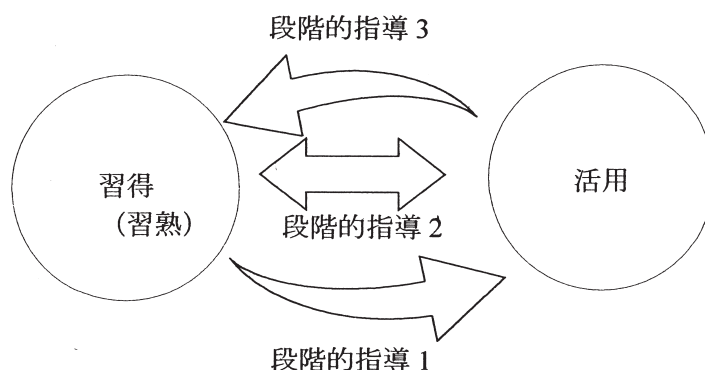 段階的指導 3
習得
（習熟）
活用
段階的指導 2
段階的指導 1